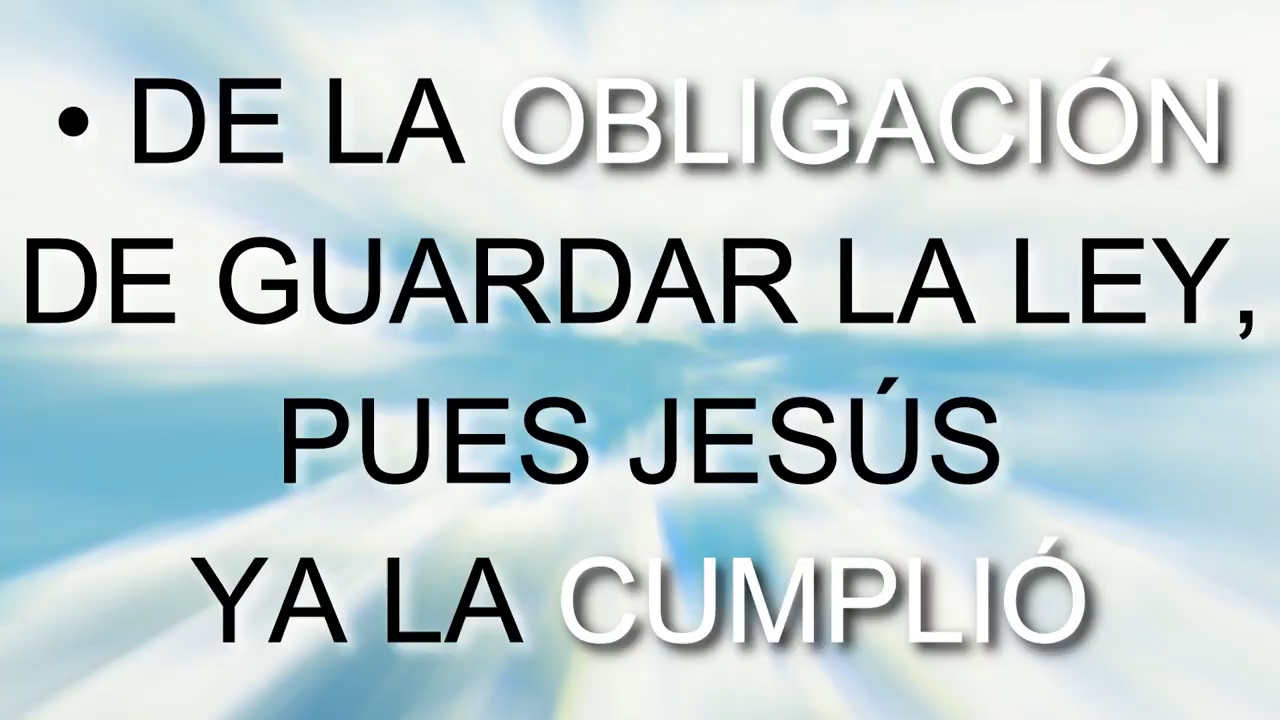 • DE LA OBLIGACIÓN
DE GUARDAR LA LEY,
PUES JESÚS
YA LA CUMPLIÓ